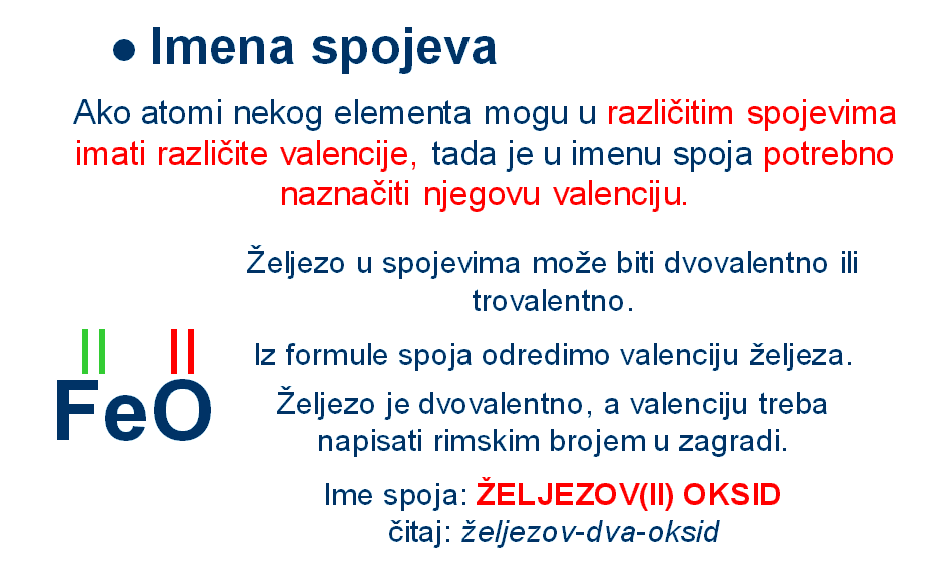 ● Imena spojeva
Ako atomi nekog elementa mogu u različitim spojevima
imati različite valencije, tada je u imenu spoja potrebno
naznačiti njegovu valenciju.
Željezo u spojevima može biti dvovalentno ili
trovalentno.
II II
FeO
Iz formule spoja odredimo valenciju željeza.
Željezo je dvovalentno, a valenciju treba
napisati rimskim brojem u zagradi.
Ime spoja: ŽELJEZOV(II) OKSID
čitaj: željezov-dva-oksid